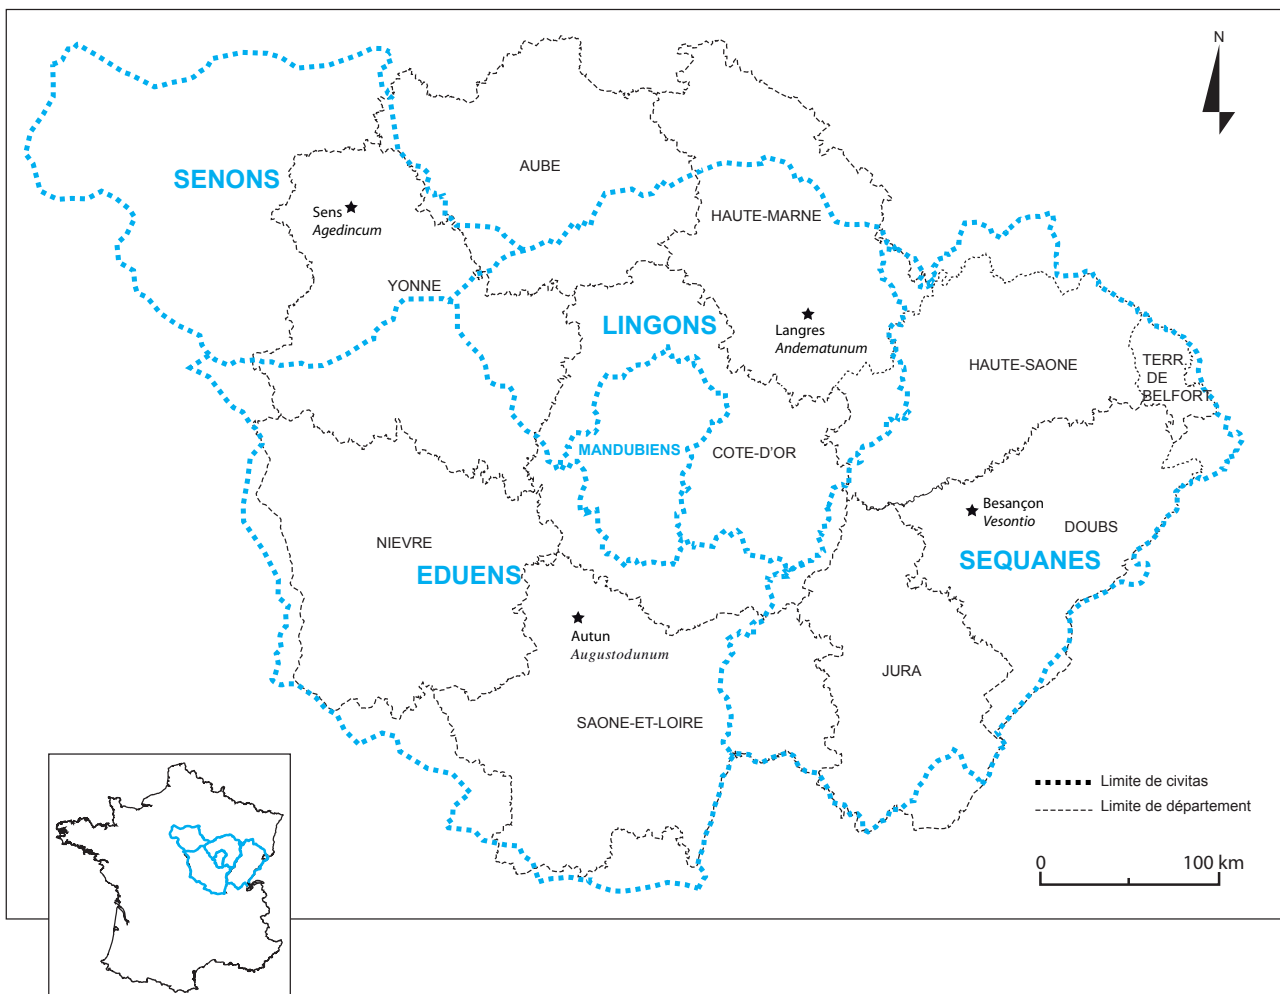 N
AUBE
SENONS
Sens
Agedincum
HAUTE-MARNE
YONNE
LINGONS
Langres
Andematunum
HAUTE-SAONE
TERR.
DE
BELFORT
MANDUBIENS
COTE-D'OR
Besançon
Vesontio
DOUBS
NIEVRE
EDUENS
SEQUANES
Autun
Augustodunum
JURA
SAONE-ET-LOIRE
Limite de civitas
Limite de département
0 100 km